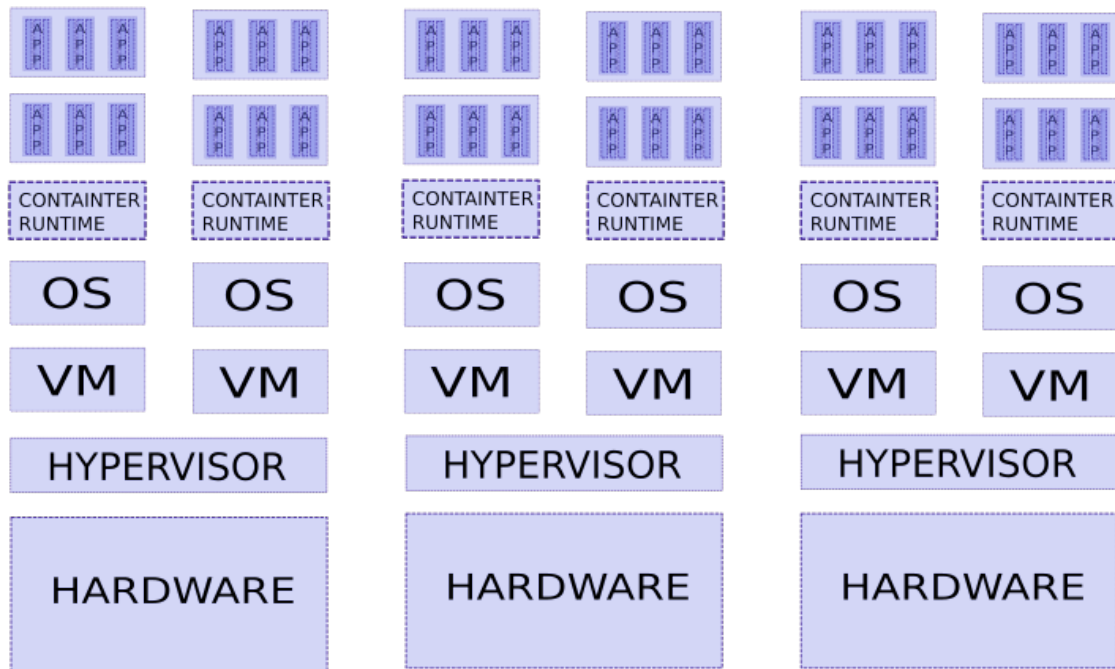 APP APP APP APP APP APP APP APP APP APP APP APP APP APP APP APP APP APP
APP APP APP APP APP APP APP APP APP APP APP APP APP APP APP APP APP APP
CONTAINTER CONTAINTER CONTAINTER CONTAINTER CONTAINTER CONTAINTER
RUNTIME RUNTIME RUNTIME RUNTIME RUNTIME RUNTIME
OS OS OS OS OS OS
VM VM VM VM VM VM
HYPERVISOR HYPERVISOR HYPERVISOR
HARDWARE HARDWARE HARDWARE